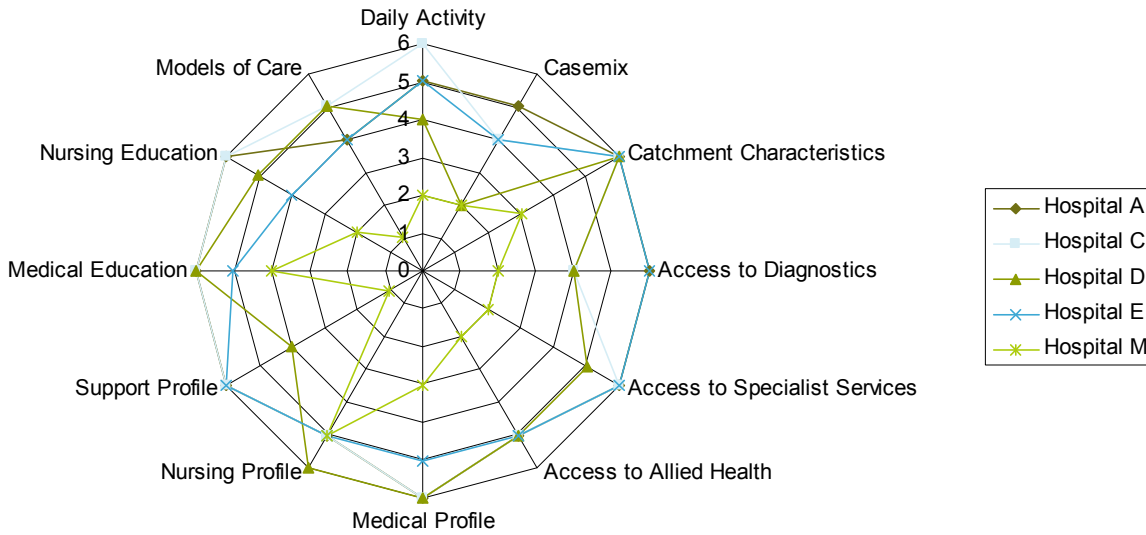 Daily Activity
6
Models of Care
Casemix
5
4
Nursing Education
Catchment Characteristics
3
2
1
Medical Education
0
Access to Diagnostics
Support Profile
Access to Specialist Services
Nursing Profile
Access to Allied Health
Medical Profile
Hospital A
Hospital C
Hospital D
Hospital E
Hospital M